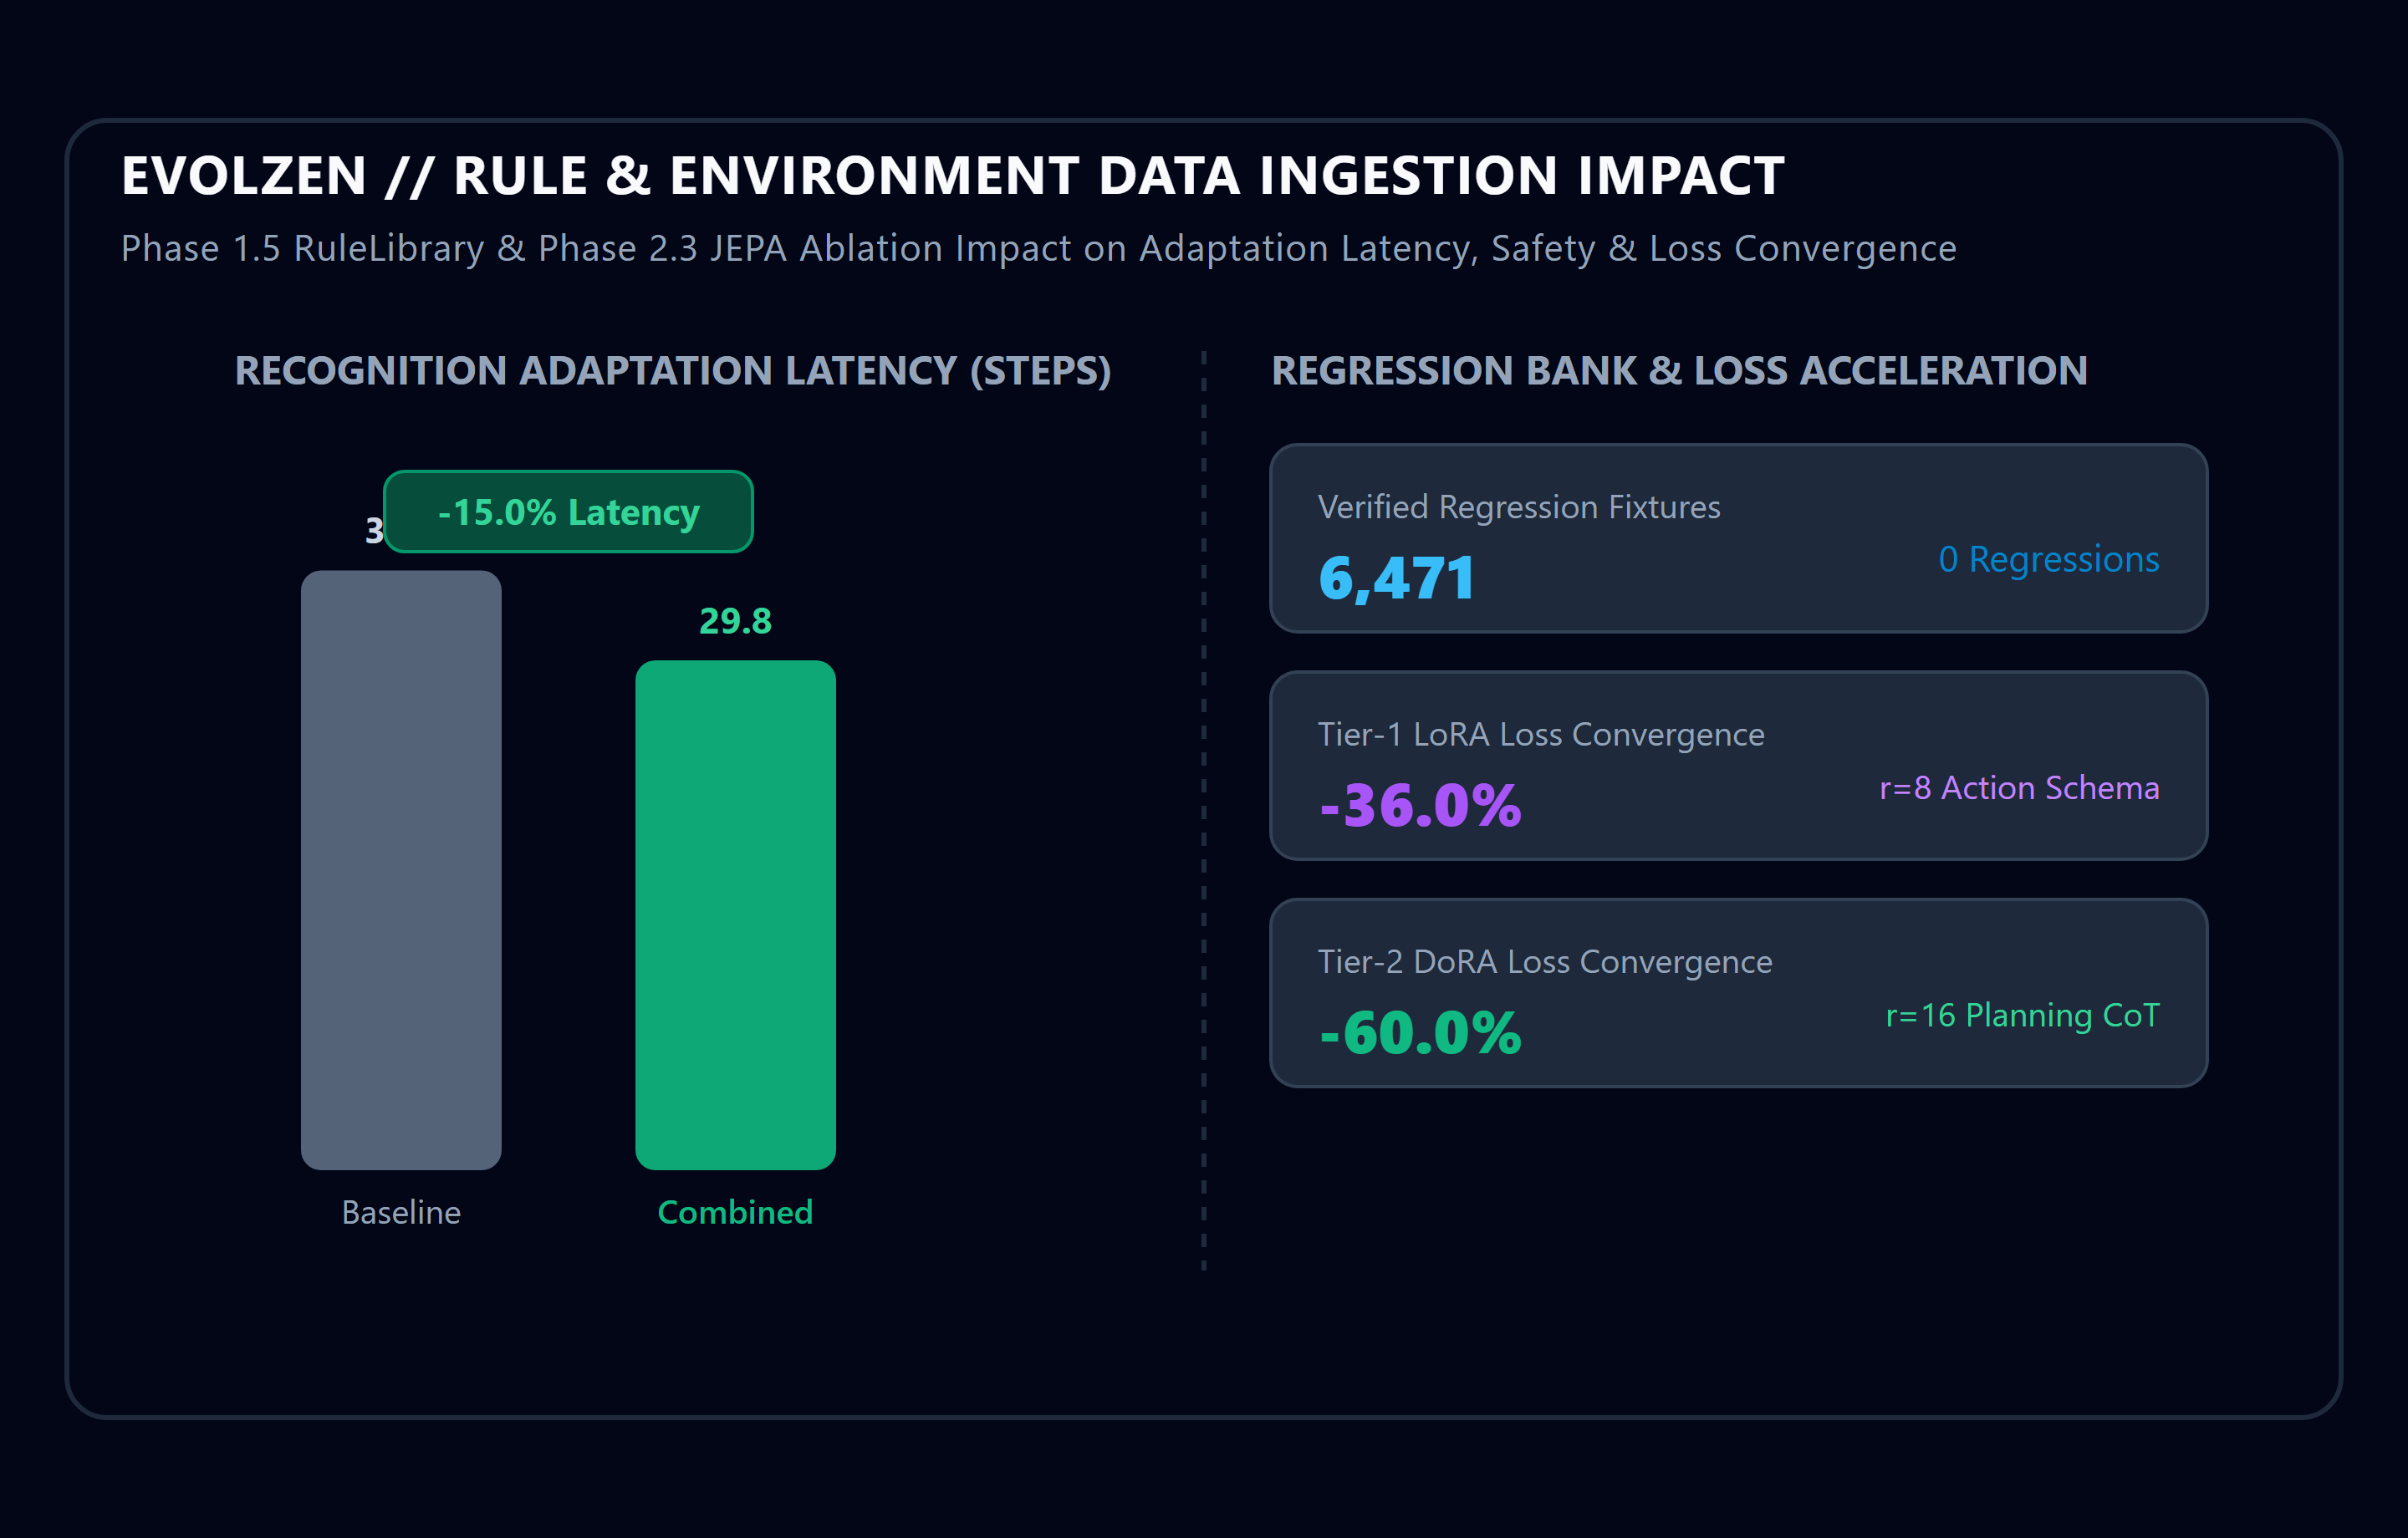 EVOLZEN // RULE & ENVIRONMENT DATA INGESTION IMPACT
Phase 1.5 RuleLibrary & Phase 2.3 JEPA Ablation Impact on Adaptation Latency, Safety & Loss Convergence
RECOGNITION ADAPTATION LATENCY (STEPS)
-15.0% Latency
3
29.8
Baseline
Combined
REGRESSION BANK & LOSS ACCELERATION
Verified Regression Fixtures
6,471
0 Regressions
Tier-1 LoRA Loss Convergence
-36.0%
r=8 Action Schema
Tier-2 DoRA Loss Convergence
-60.0%
r=16 Planning CoT